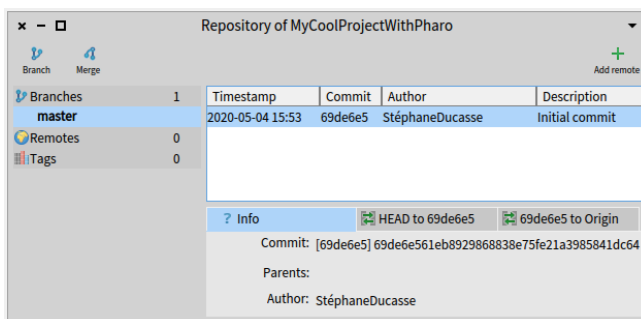 Repository of MyCoolProjectWithPharo
Branch Merge Add remote
Branches 1
master
Remotes 0
Tags 0
Timestamp Commit Author Description
2020-05-04 15:53 69de6e5 StéphaneDucasse Initial commit
? Info HEAD to 69de6e5 69de6e5 to Origin
Commit: [69de6e5] 69de6e561eb8929868838e75fe21a3985841dc64
Parents:
Author: StéphaneDucasse